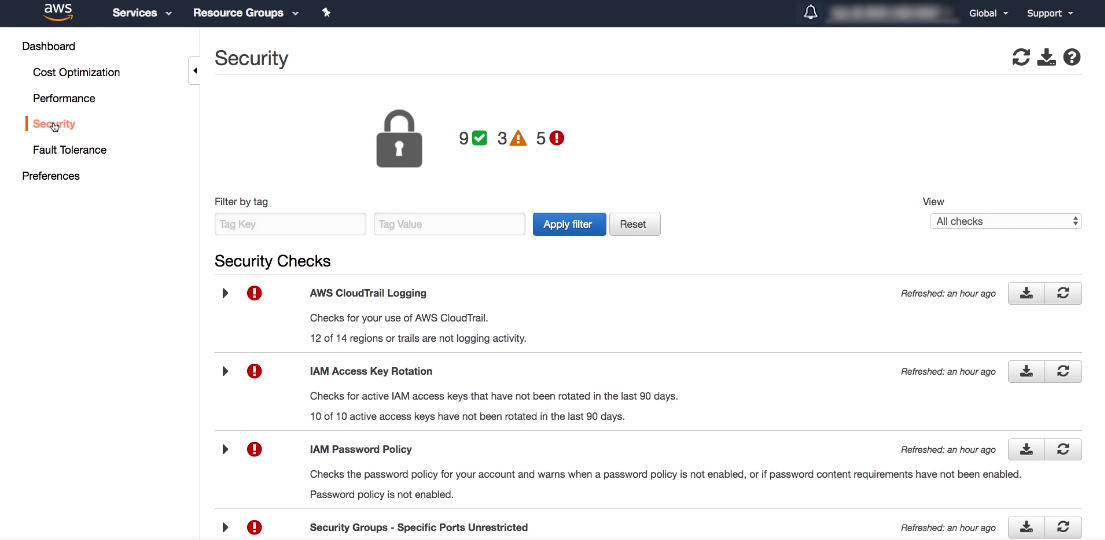 aws Services Resource Groups Global Support
Dashboard
Cost Optimization
Performance
Security
Fault Tolerance
Preferences
Security
9 3 5
Filter by tag
View
Tag Key Tag Value Apply filter Reset All checks
Security Checks
AWS CloudTrail Logging Refreshed: an hour ago
Checks for your use of AWS CloudTrail.
12 of 14 regions or trails are not logging activity.
IAM Access Key Rotation Refreshed: an hour ago
Checks for active IAM access keys that have not been rotated in the last 90 days.
10 of 10 active access keys have not been rotated in the last 90 days.
IAM Password Policy Refreshed: an hour ago
Checks the password policy for your account and warns when a password policy is not enabled, or if password content requirements have not been enabled.
Password policy is not enabled.
Security Groups - Specific Ports Unrestricted Refreshed: an hour ago